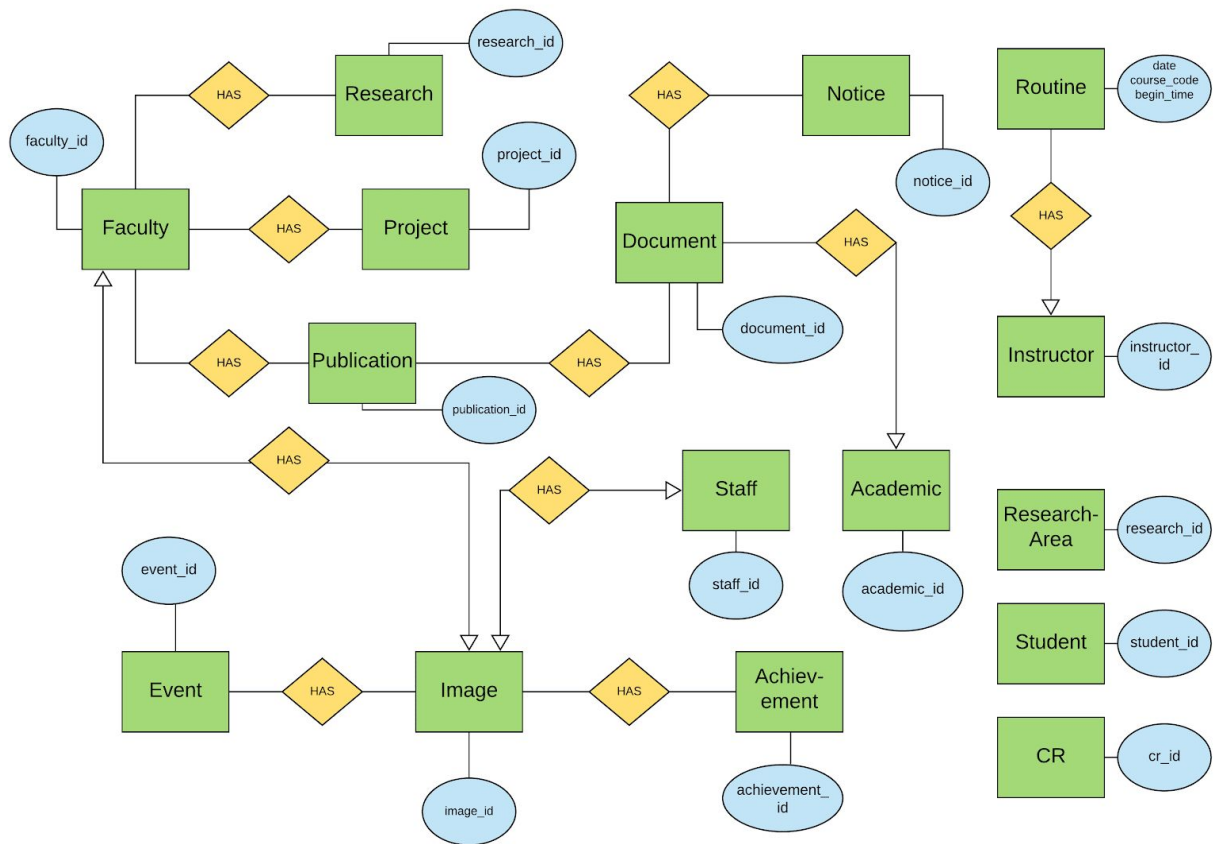 research_id
HAS
Research
HAS
Notice
Routine
date
course_code
begin_time
faculty_id
project_id
notice_id
Faculty
HAS
Project
Document
HAS
HAS
document_id
HAS
Publication
HAS
Instructor
instructor_
id
publication_id
HAS
HAS
Staff
Academic
Research-
Area
research_id
event_id
staff_id
academic_id
Student
student_id
Event
HAS
Image
HAS
Achiev-
ement
CR
cr_id
image_id
achievement_
id